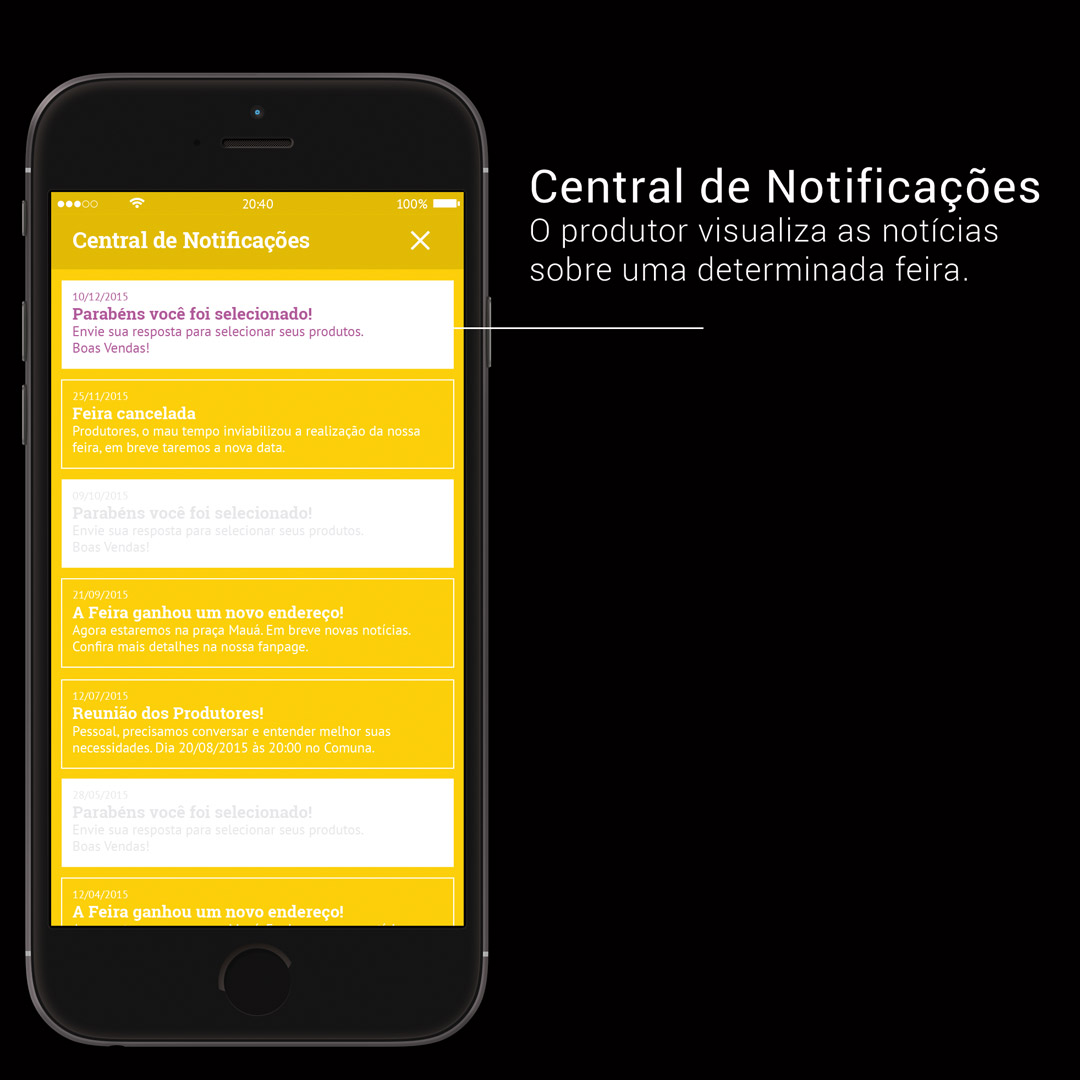 20:40
100%
Central de Notificações
10/12/2015
Parabéns você foi selecionado!
Envie sua resposta para selecionar seus produtos.
Boas Vendas!
25/11/2015
Feira cancelada
Produtores, o mau tempo inviabilizou a realização da nossa
feira, em breve taremos a nova data.
09/10/2015
Parabéns você foi selecionado!
Envie sua resposta para selecionar seus produtos.
Boas Vendas!
21/09/2015
A Feira ganhou um novo endereço!
Agora estaremos na praça Mauá. Em breve novas notícias.
Confira mais detalhes na nossa fanpage.
12/07/2015
Reunião dos Produtores!
Pessoal, precisamos conversar e entender melhor suas
necessidades. Dia 20/08/2015 às 20:00 no Comuna.
28/05/2015
Parabéns você foi selecionado!
Envie sua resposta para selecionar seus produtos.
Boas Vendas!
12/04/2015
A Feira ganhou um novo endereço!
Central de Notificações
O produtor visualiza as notícias
sobre uma determinada feira.